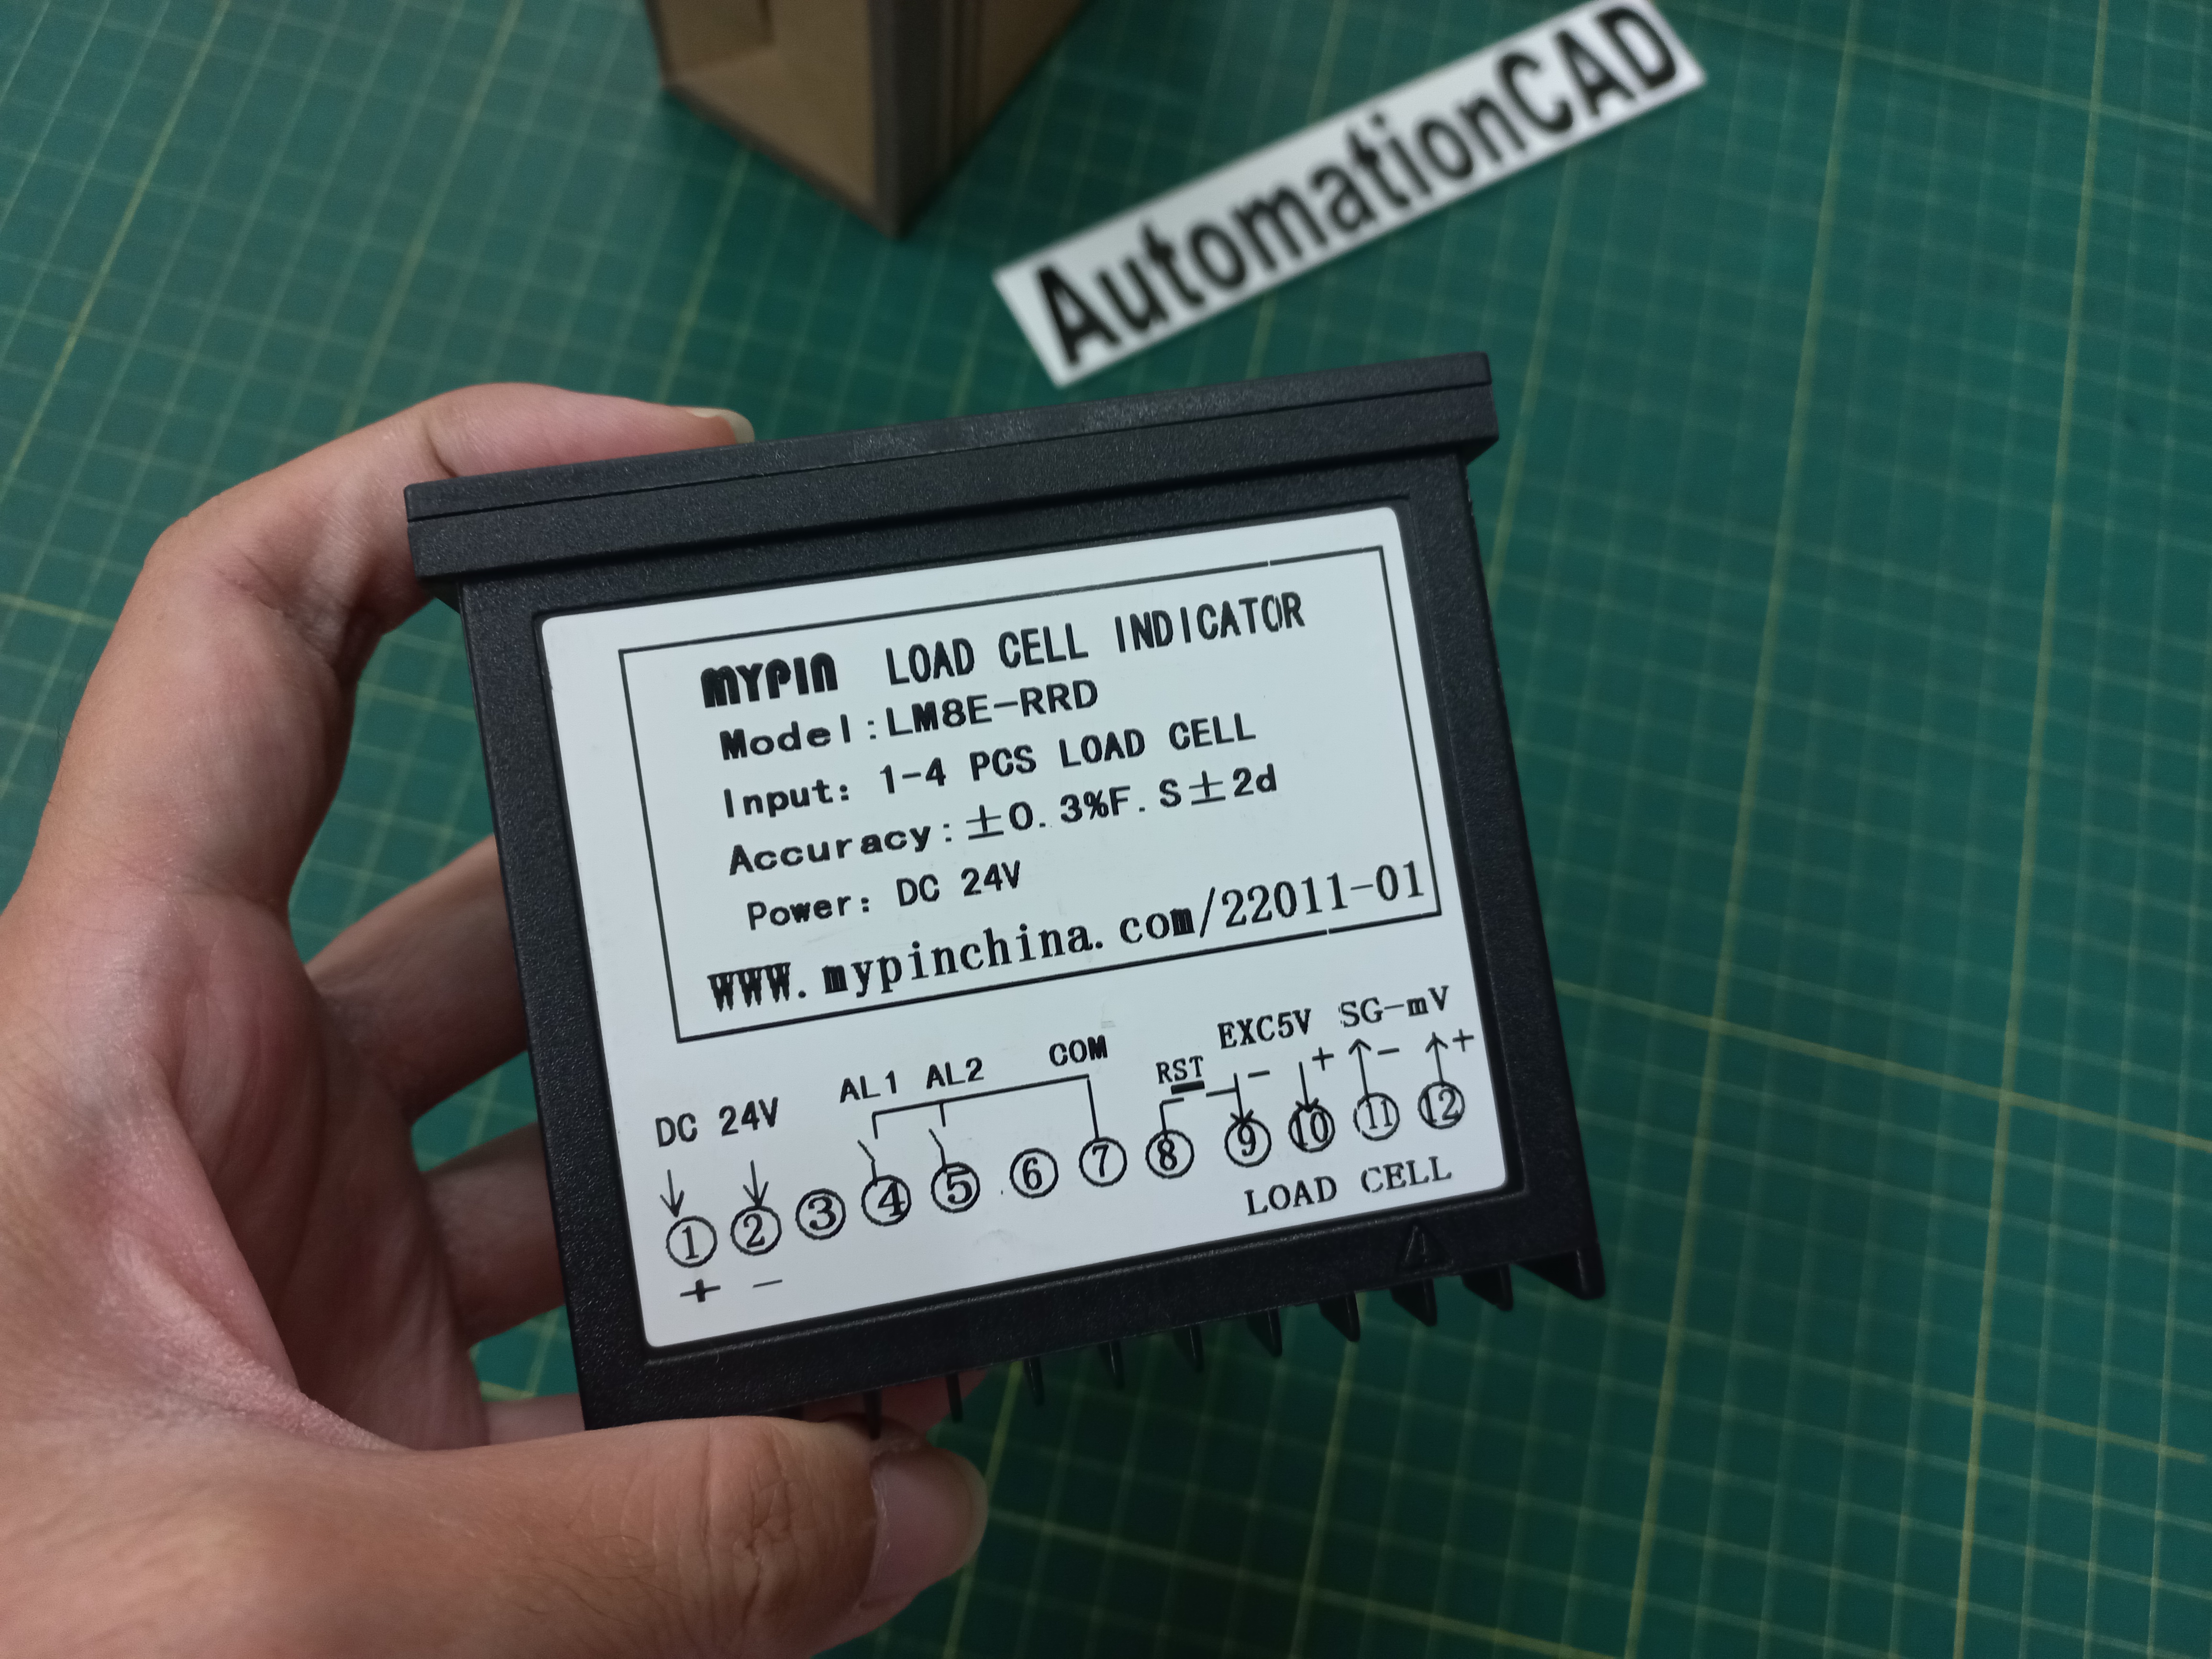 AutomationCAD
MYPIN LOAD CELL INDICATOR
Model:LM8E-RRD
Input: 1-4 PCS LOAD CELL
Accuracy:±0.3%F.S±2d
Power: DC 24V
WWW.mypinchina.com/22011-01
DC 24V AL1 AL2 COM RST EXC5V SG-mV
- + - +
① ② ③ ④ ⑤ ⑥ ⑦ ⑧ ⑨ ⑩ ⑪ ⑫
+ - LOAD CELL